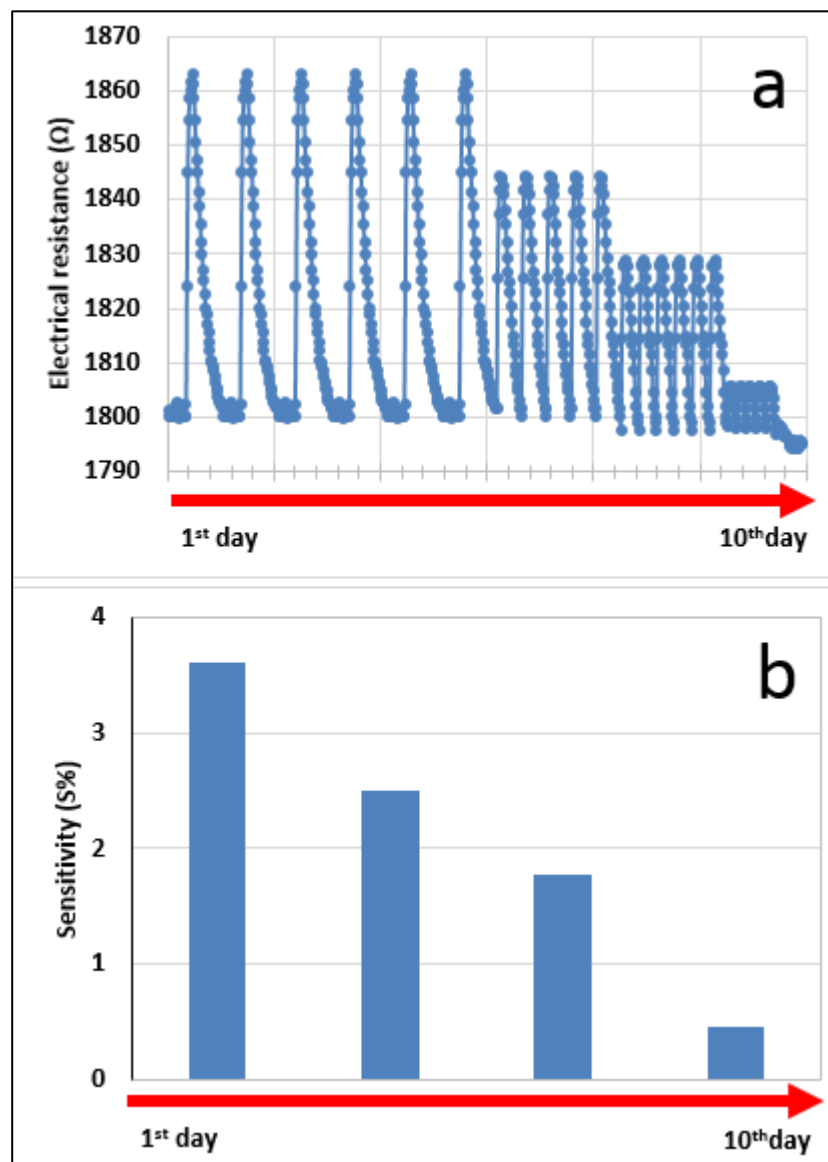 a
Electrical resistance (Ω)
1870
1860
1850
1840
1830
1820
1810
1800
1790
1st day
10thday
b
Sensitivity (S%)
4
3
2
1
0
1st day
10thday